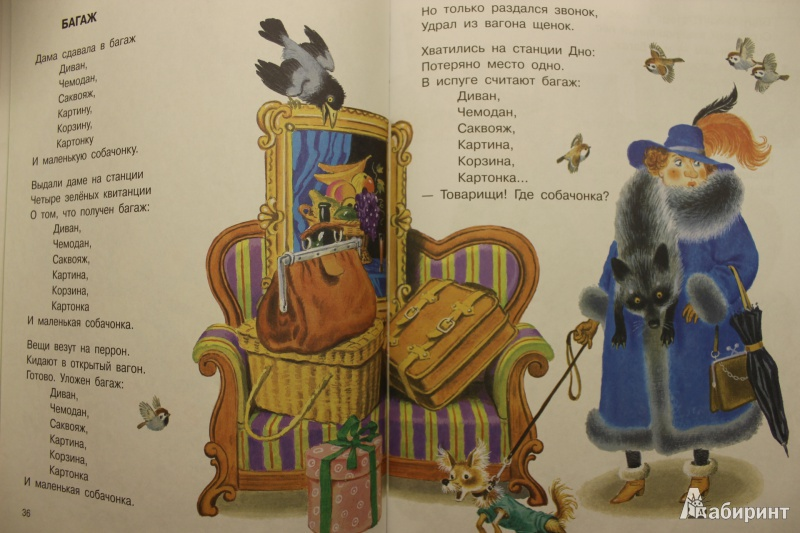 БАГАЖ
Дама сдавала в багаж
Диван,
Чемодан,
Саквояж,
Картину,
Корзину,
Картонку
И маленькую собачонку.
Выдали даме на станции
Четыре зелёных квитанции
О том, что получен багаж:
Диван,
Чемодан,
Саквояж,
Картина,
Корзина,
Картонка
И маленькая собачонка.
Вещи везут на перрон.
Кидают в открытый вагон.
Готово. Уложен багаж:
Диван,
Чемодан,
Саквояж,
Картина,
Корзина,
Картонка
И маленькая собачонка.
36
Но только раздался звонок,
Удрал из вагона щенок.
Хватились на станции Дно:
Потеряно место одно.
В испуге считают багаж:
Диван,
Чемодан,
Саквояж,
Картина,
Корзина,
Картонка...
— Товарищи! Где собачонка?
Лабиринт